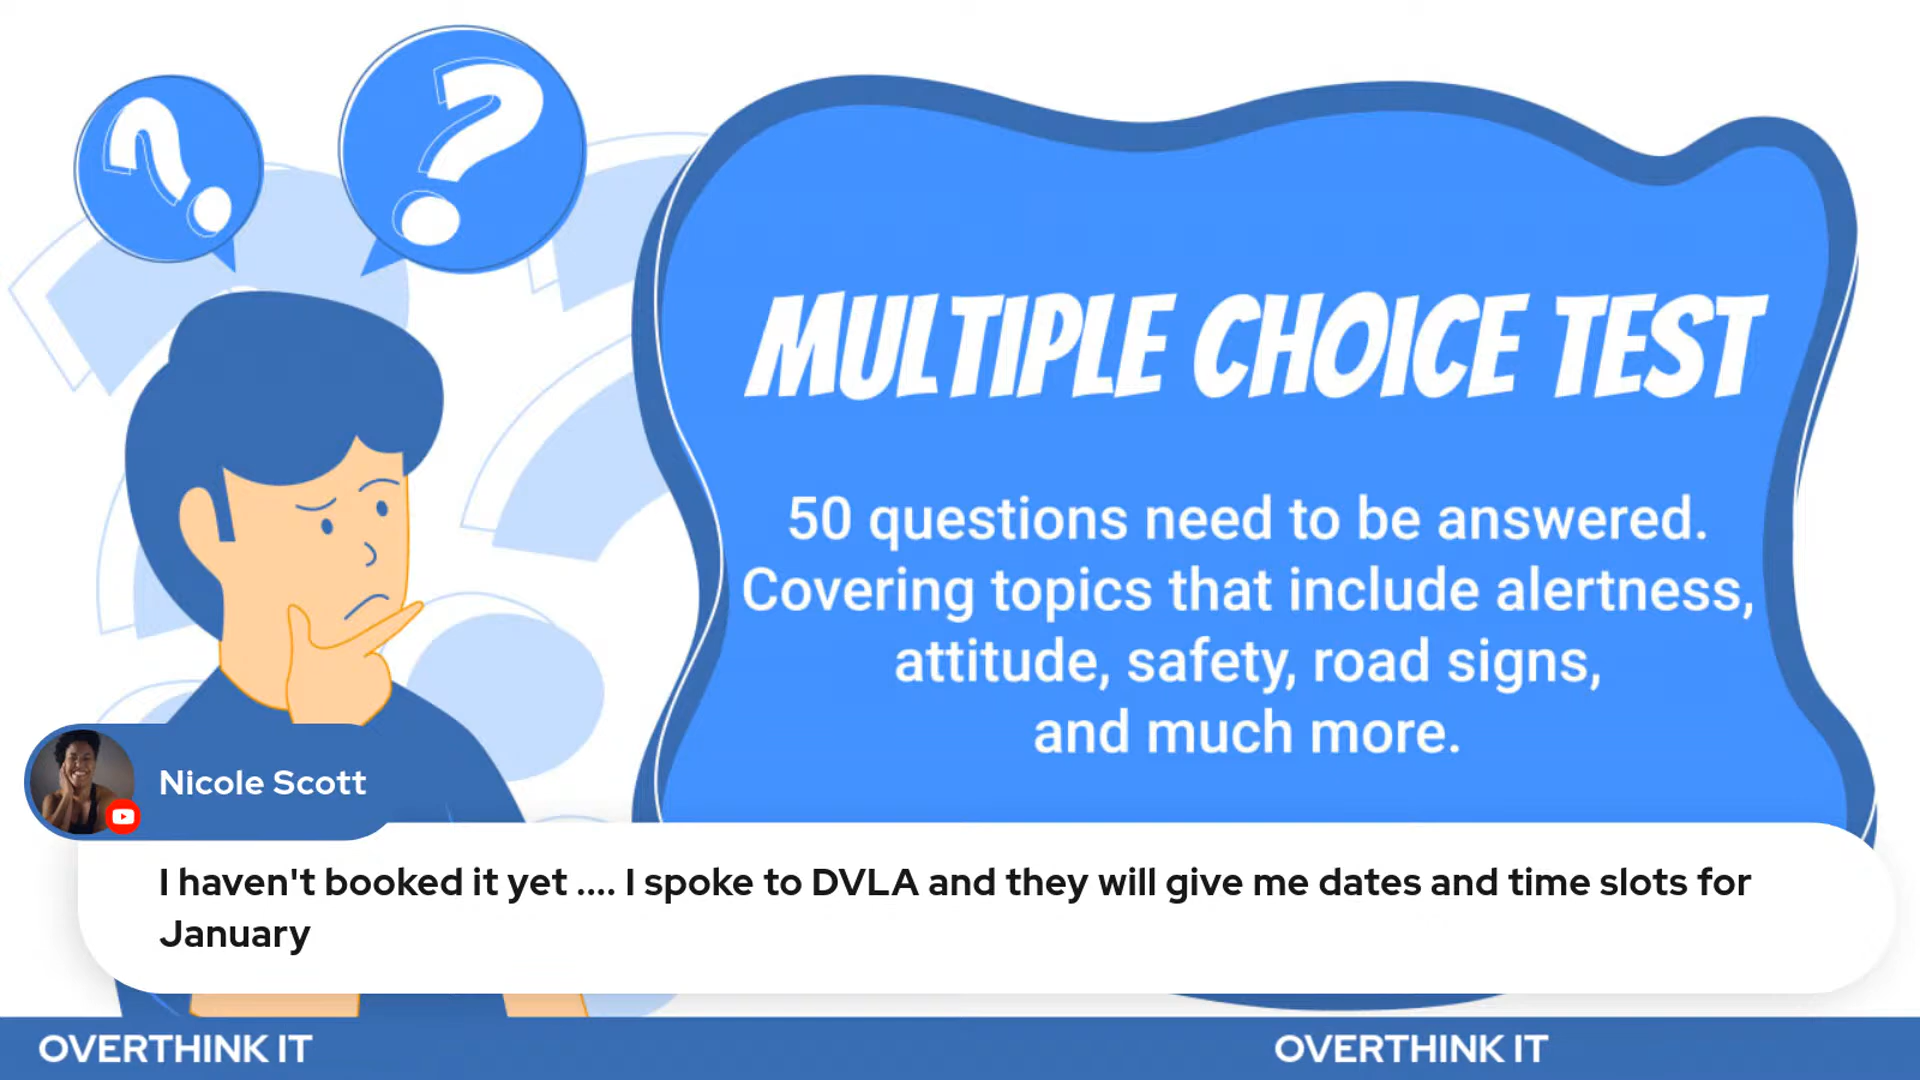 ? ?
MULTIPLE CHOICE TEST
50 questions need to be answered.
Covering topics that include alertness,
attitude, safety, road signs,
and much more.
Nicole Scott
I haven't booked it yet .... I spoke to DVLA and they will give me dates and time slots for
January
OVERTHINK IT OVERTHINK IT